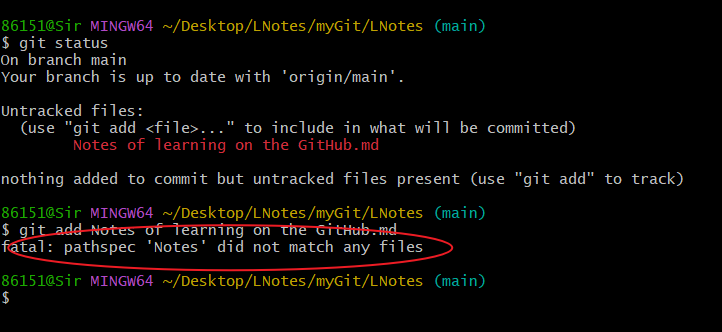 86151@Sir MINGW64 ~/Desktop/LNotes/myGit/LNotes (main)
$ git status
On branch main
Your branch is up to date with 'origin/main'.
Untracked files:
(use "git add <file>..." to include in what will be committed)
Notes of learning on the GitHub.md
nothing added to commit but untracked files present (use "git add" to track)
86151@Sir MINGW64 ~/Desktop/LNotes/myGit/LNotes (main)
$ git add Notes of learning on the GitHub.md
fatal: pathspec 'Notes' did not match any files
86151@Sir MINGW64 ~/Desktop/LNotes/myGit/LNotes (main)
$